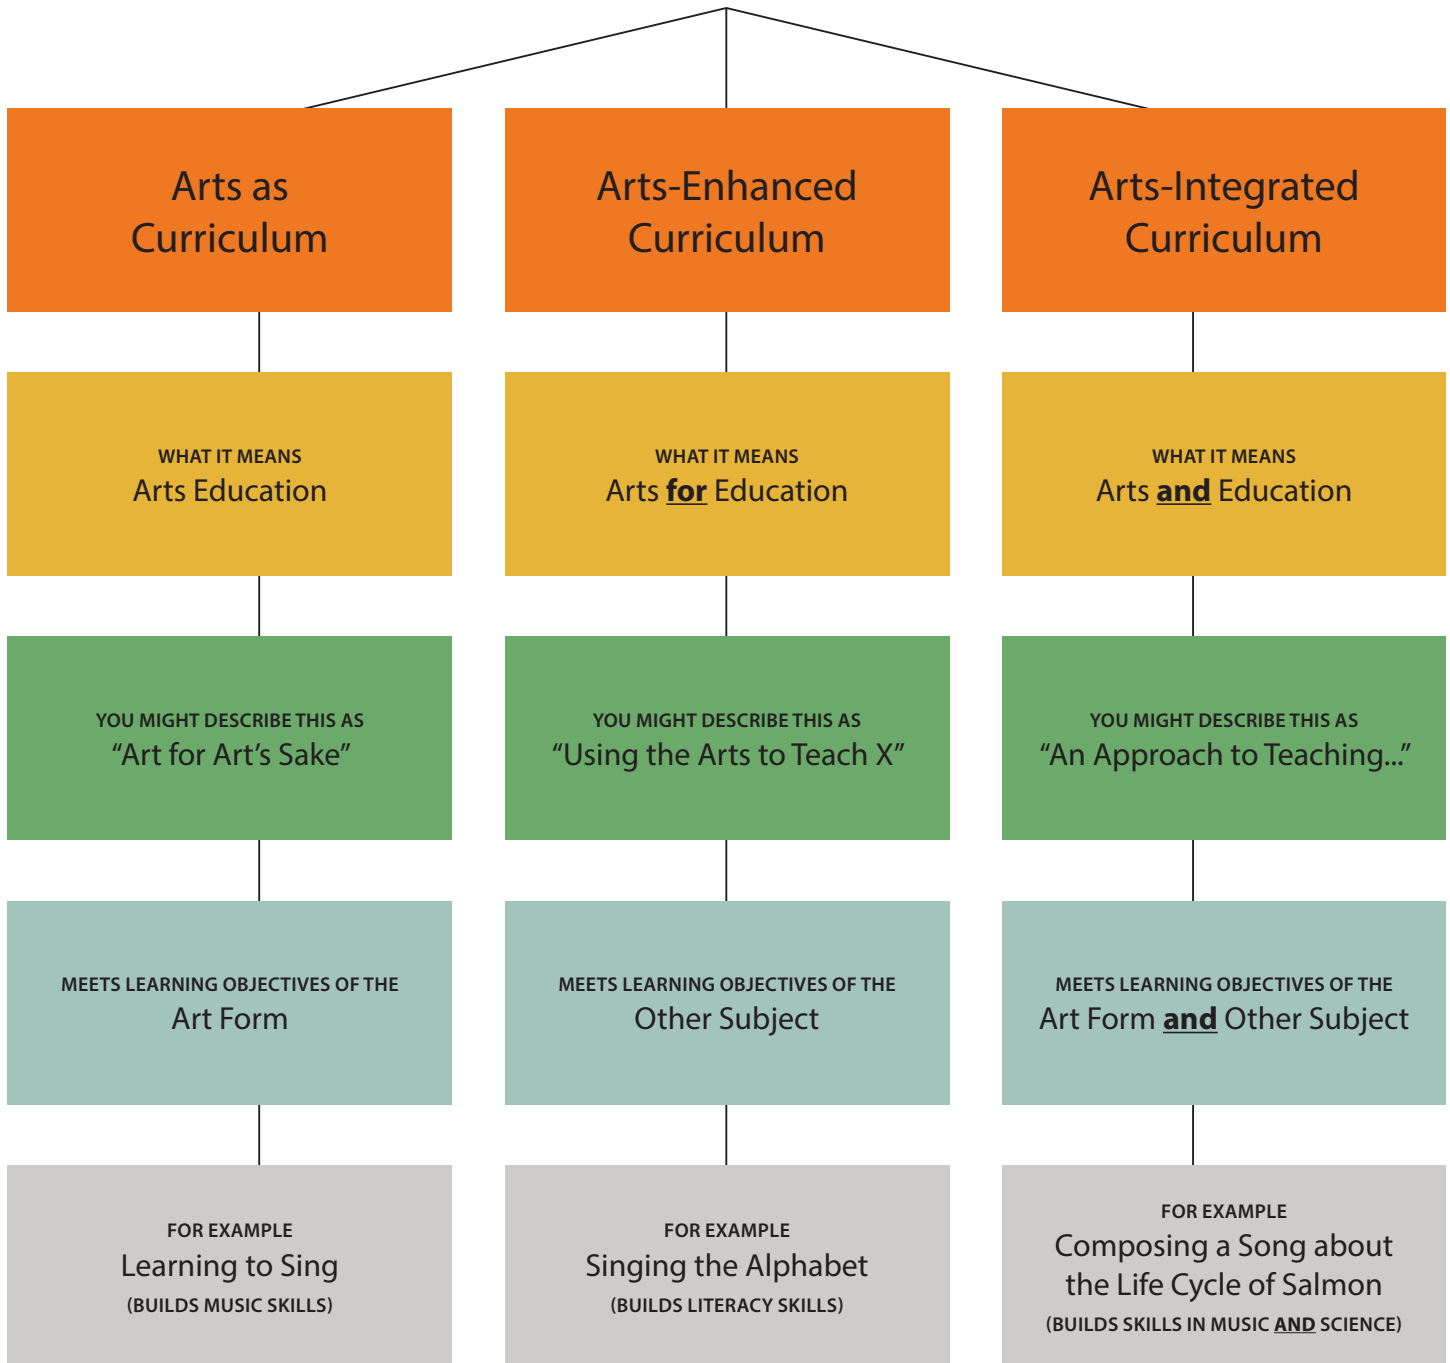 Arts as
Curriculum
Arts-Enhanced
Curriculum
Arts-Integrated
Curriculum
WHAT IT MEANS
Arts Education
WHAT IT MEANS
Arts for Education
WHAT IT MEANS
Arts and Education
YOU MIGHT DESCRIBE THIS AS
“Art for Art’s Sake”
YOU MIGHT DESCRIBE THIS AS
“Using the Arts to Teach X”
YOU MIGHT DESCRIBE THIS AS
“An Approach to Teaching...”
MEETS LEARNING OBJECTIVES OF THE
Art Form
MEETS LEARNING OBJECTIVES OF THE
Other Subject
MEETS LEARNING OBJECTIVES OF THE
Art Form and Other Subject
FOR EXAMPLE
Learning to Sing
(BUILDS MUSIC SKILLS)
FOR EXAMPLE
Singing the Alphabet
(BUILDS LITERACY SKILLS)
FOR EXAMPLE
Composing a Song about
the Life Cycle of Salmon
(BUILDS SKILLS IN MUSIC AND SCIENCE)